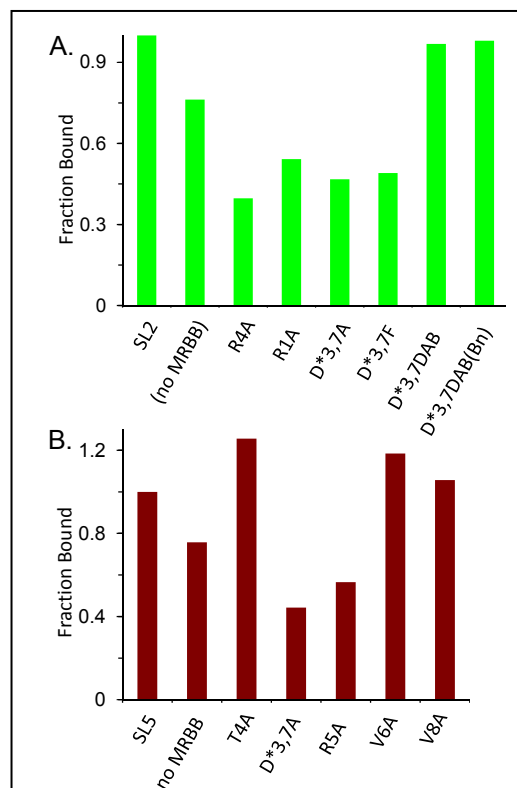 A.
Fraction Bound
0.9
0.6
0.3
0
SL2
(no MRBB)
R4A
R1A
D*3,7A
D*3,7F
D*3,7DAB
D*3,7DAB(Bn)
B.
Fraction Bound
1.2
0.8
0.4
0
SL5
no MRBB
T4A
D*3,7A
R5A
V6A
V8A